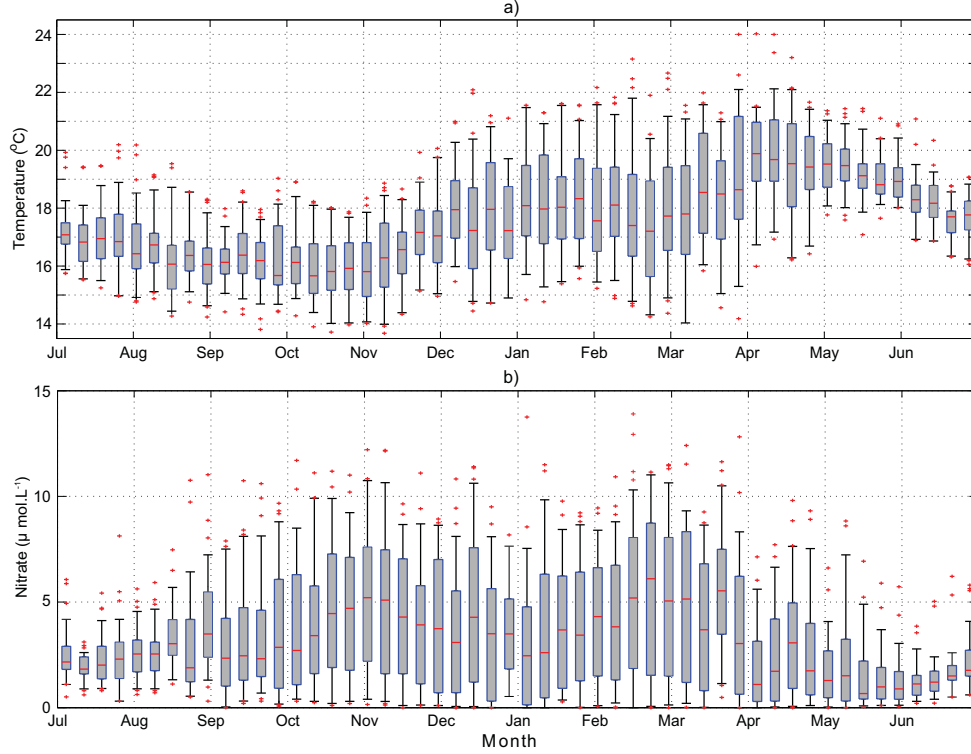 a)
24
22
20
18
16
14
Temperature (⁰C)
Jul Aug Sep Oct Nov Dec Jan Feb Mar Apr May Jun
b)
15
10
5
0
Nitrate (µ mol.L⁻¹)
Jul Aug Sep Oct Nov Dec Jan Feb Mar Apr May Jun
Month